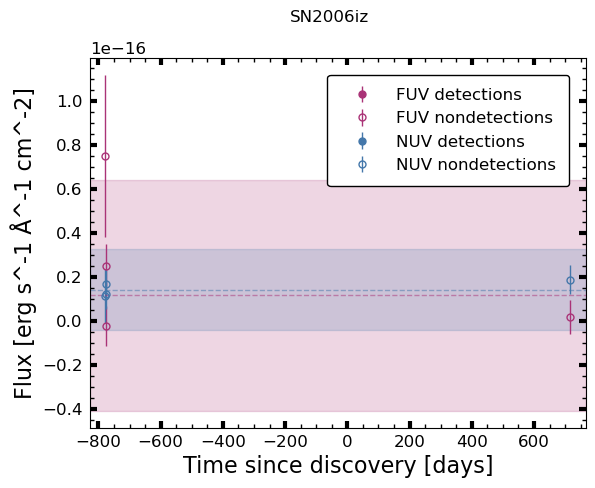 SN2006iz
1e−16
FUV detections
FUV nondetections
NUV detections
NUV nondetections
1.0
0.8
0.6
0.4
0.2
0.0
−0.2
−0.4
Flux [erg s^-1 Å^-1 cm^-2]
−800 −600 −400 −200 0 200 400 600
Time since discovery [days]